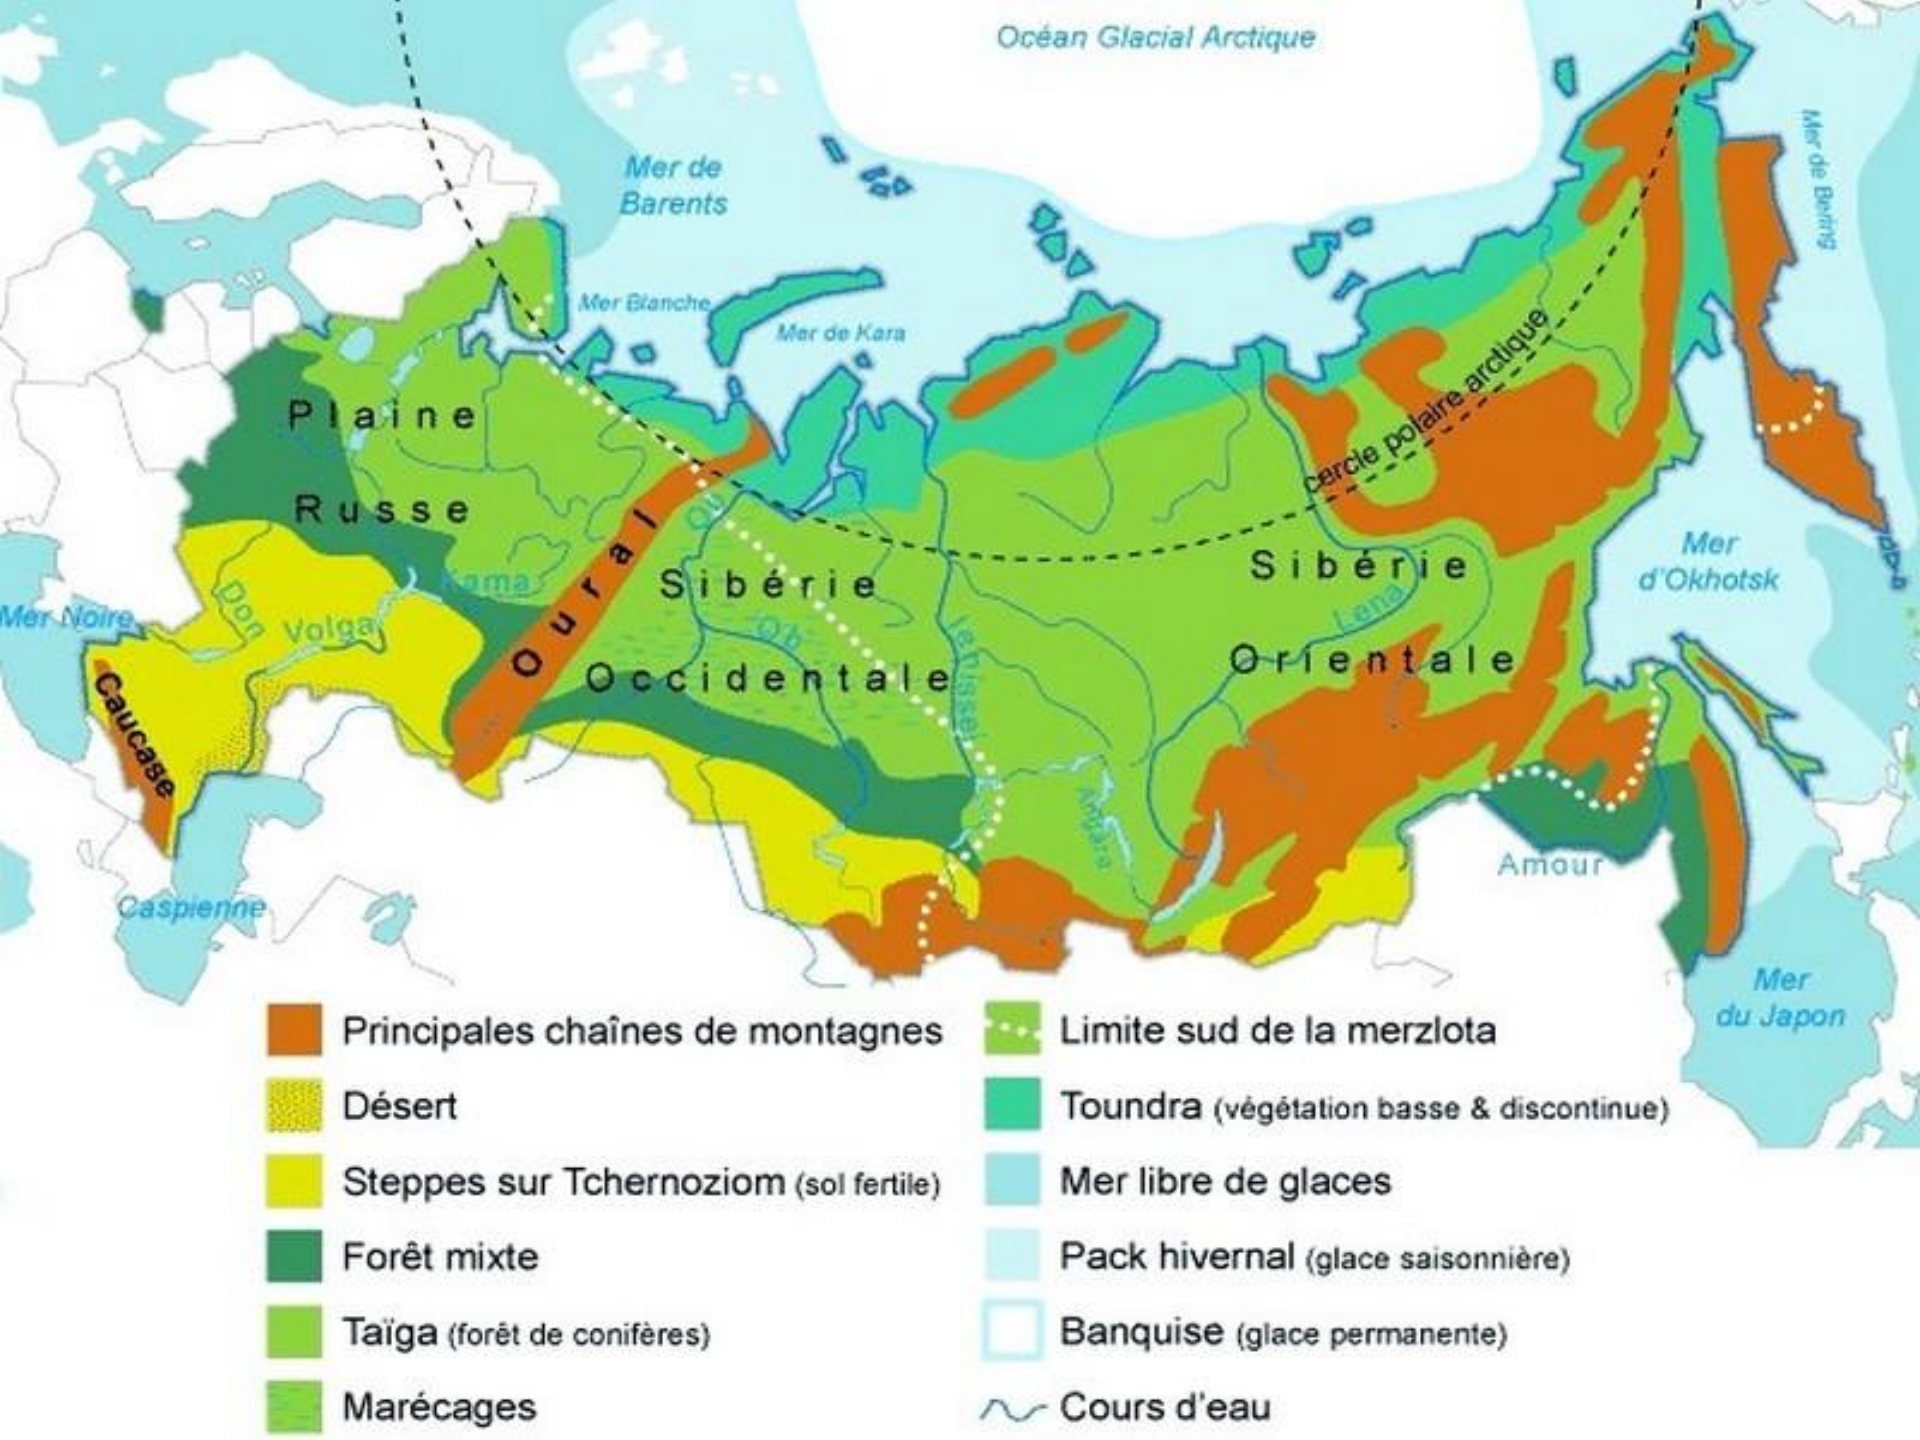 Océan Glacial Arctique
Mer de
Barents
Mer de Bering
Mer Blanche
Mer de Kara
cercle polaire arctique
Plaine
Russe
Oural
Ob
Sibérie
Occidentale
Kama
Don
Volga
Mer Noire
Caucase
Caspienne
Ob
Ienisseï
Angara
Sibérie
Orientale
Lena
Mer
d'Okhotsk
Amour
Mer
du Japon
Principales chaînes de montagnes
Désert
Steppes sur Tchernoziom (sol fertile)
Forêt mixte
Taïga (forêt de conifères)
Marécages
Limite sud de la merzlota
Toundra (végétation basse & discontinue)
Mer libre de glaces
Pack hivernal (glace saisonnière)
Banquise (glace permanente)
Cours d'eau